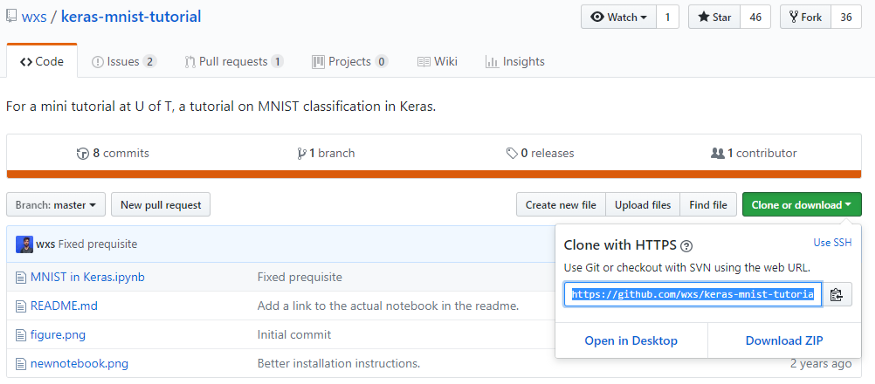 wxs / keras-mnist-tutorial
Watch 1 Star 46 Fork 36
Code Issues 2 Pull requests 1 Projects 0 Wiki Insights
For a mini tutorial at U of T, a tutorial on MNIST classification in Keras.
8 commits 1 branch 0 releases 1 contributor
Branch: master New pull request Create new file Upload files Find file Clone or download
wxs Fixed prequisite
MNIST in Keras.ipynb Fixed prequisite
README.md Add a link to the actual notebook in the readme.
figure.png Initial commit
newnotebook.png Better installation instructions. 2 years ago
Clone with HTTPS ? Use SSH
Use Git or checkout with SVN using the web URL.
https://github.com/wxs/keras-mnist-tutoria
Open in Desktop Download ZIP